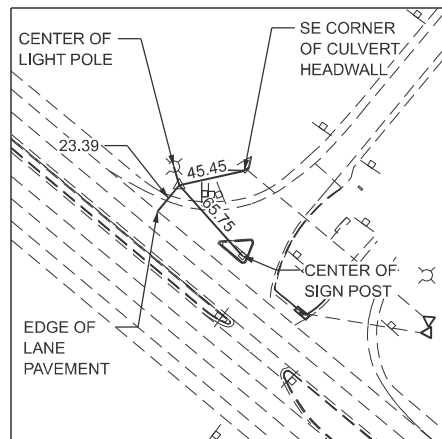 CENTER OF
LIGHT POLE
SE CORNER
OF CULVERT
HEADWALL
23.39
45.45
65.75
CENTER OF
SIGN POST
EDGE OF
LANE
PAVEMENT